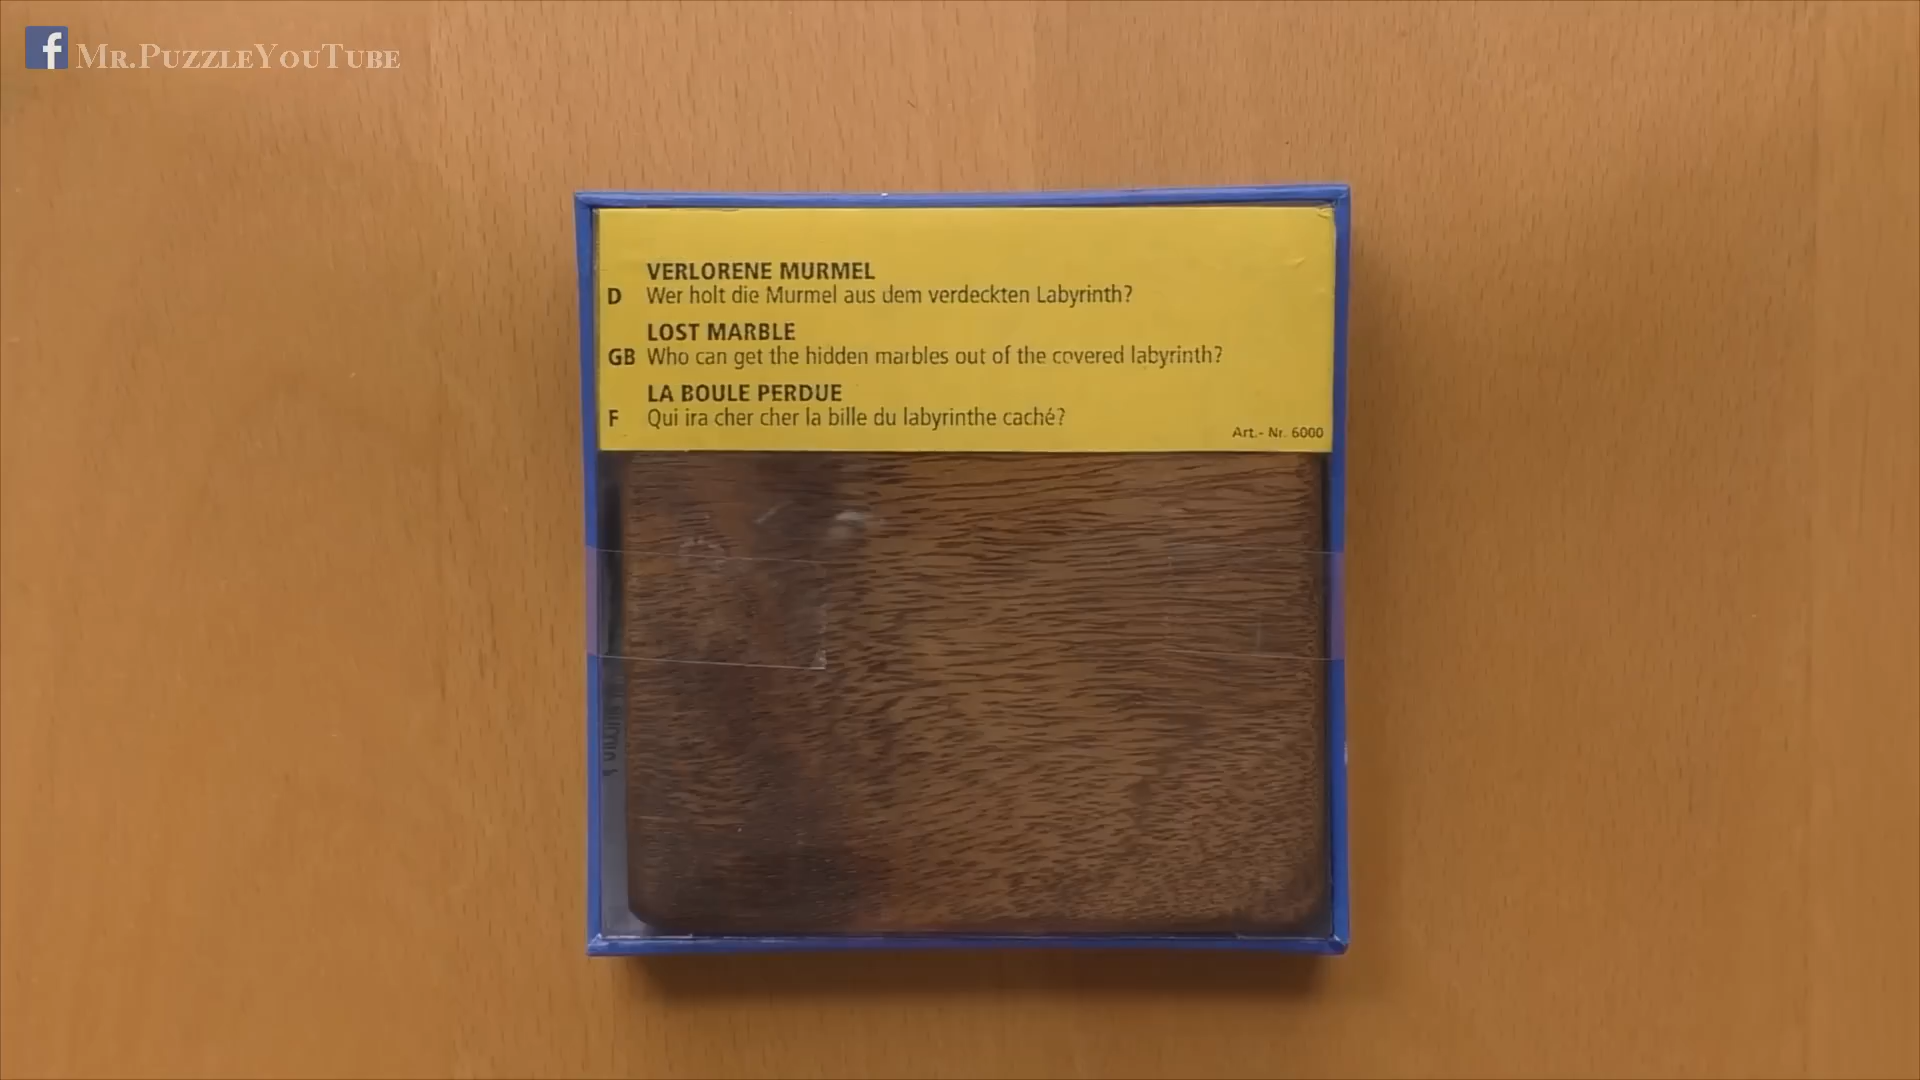 f Mr.PuzzleYouTube
VERLORENE MURMEL
D Wer holt die Murmel aus dem verdeckten Labyrinth?
LOST MARBLE
GB Who can get the hidden marbles out of the covered labyrinth?
LA BOULE PERDUE
F Qui ira cher cher la bille du labyrinthe caché?
Art.- Nr. 6000